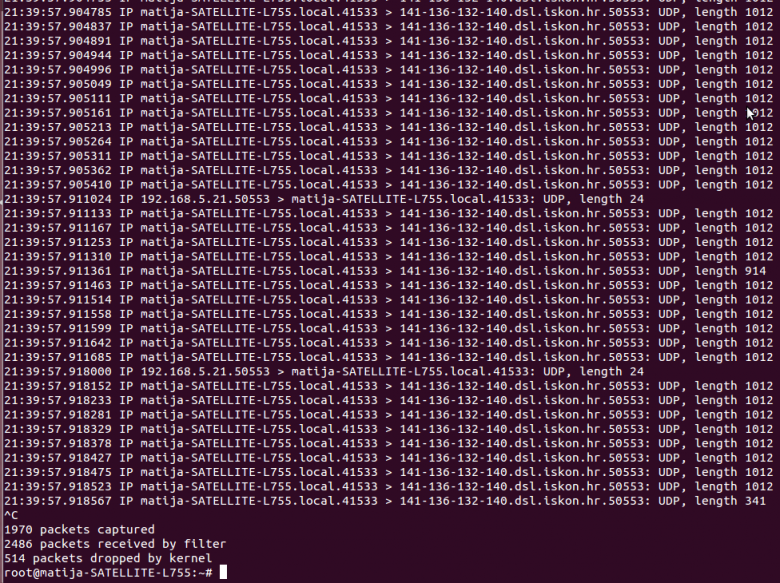 21:39:57.904785 IP matija-SATELLITE-L755.local.41533 > 141-136-132-140.dsl.iskon.hr.50553: UDP, length 1012
21:39:57.904837 IP matija-SATELLITE-L755.local.41533 > 141-136-132-140.dsl.iskon.hr.50553: UDP, length 1012
21:39:57.904891 IP matija-SATELLITE-L755.local.41533 > 141-136-132-140.dsl.iskon.hr.50553: UDP, length 1012
21:39:57.904944 IP matija-SATELLITE-L755.local.41533 > 141-136-132-140.dsl.iskon.hr.50553: UDP, length 1012
21:39:57.904996 IP matija-SATELLITE-L755.local.41533 > 141-136-132-140.dsl.iskon.hr.50553: UDP, length 1012
21:39:57.905049 IP matija-SATELLITE-L755.local.41533 > 141-136-132-140.dsl.iskon.hr.50553: UDP, length 1012
21:39:57.905111 IP matija-SATELLITE-L755.local.41533 > 141-136-132-140.dsl.iskon.hr.50553: UDP, length 1012
21:39:57.905161 IP matija-SATELLITE-L755.local.41533 > 141-136-132-140.dsl.iskon.hr.50553: UDP, length
21:39:57.905213 IP matija-SATELLITE-L755.local.41533 > 141-136-132-140.dsl.iskon.hr.50553: UDP, length 1012
21:39:57.905264 IP matija-SATELLITE-L755.local.41533 > 141-136-132-140.dsl.iskon.hr.50553: UDP, length 1012
21:39:57.905311 IP matija-SATELLITE-L755.local.41533 > 141-136-132-140.dsl.iskon.hr.50553: UDP, length 1012
21:39:57.905362 IP matija-SATELLITE-L755.local.41533 > 141-136-132-140.dsl.iskon.hr.50553: UDP, length 1012
21:39:57.905410 IP matija-SATELLITE-L755.local.41533 > 141-136-132-140.dsl.iskon.hr.50553: UDP, length 1012
21:39:57.911024 IP 192.168.5.21.50553 > matija-SATELLITE-L755.local.41533: UDP, length 24
21:39:57.911133 IP matija-SATELLITE-L755.local.41533 > 141-136-132-140.dsl.iskon.hr.50553: UDP, length 1012
21:39:57.911167 IP matija-SATELLITE-L755.local.41533 > 141-136-132-140.dsl.iskon.hr.50553: UDP, length 1012
21:39:57.911253 IP matija-SATELLITE-L755.local.41533 > 141-136-132-140.dsl.iskon.hr.50553: UDP, length 1012
21:39:57.911310 IP matija-SATELLITE-L755.local.41533 > 141-136-132-140.dsl.iskon.hr.50553: UDP, length 1012
21:39:57.911361 IP matija-SATELLITE-L755.local.41533 > 141-136-132-140.dsl.iskon.hr.50553: UDP, length 914
21:39:57.911463 IP matija-SATELLITE-L755.local.41533 > 141-136-132-140.dsl.iskon.hr.50553: UDP, length 1012
21:39:57.911514 IP matija-SATELLITE-L755.local.41533 > 141-136-132-140.dsl.iskon.hr.50553: UDP, length 1012
21:39:57.911558 IP matija-SATELLITE-L755.local.41533 > 141-136-132-140.dsl.iskon.hr.50553: UDP, length 1012
21:39:57.911599 IP matija-SATELLITE-L755.local.41533 > 141-136-132-140.dsl.iskon.hr.50553: UDP, length 1012
21:39:57.911642 IP matija-SATELLITE-L755.local.41533 > 141-136-132-140.dsl.iskon.hr.50553: UDP, length 1012
21:39:57.911685 IP matija-SATELLITE-L755.local.41533 > 141-136-132-140.dsl.iskon.hr.50553: UDP, length 1012
21:39:57.918000 IP 192.168.5.21.50553 > matija-SATELLITE-L755.local.41533: UDP, length 24
21:39:57.918152 IP matija-SATELLITE-L755.local.41533 > 141-136-132-140.dsl.iskon.hr.50553: UDP, length 1012
21:39:57.918233 IP matija-SATELLITE-L755.local.41533 > 141-136-132-140.dsl.iskon.hr.50553: UDP, length 1012
21:39:57.918281 IP matija-SATELLITE-L755.local.41533 > 141-136-132-140.dsl.iskon.hr.50553: UDP, length 1012
21:39:57.918329 IP matija-SATELLITE-L755.local.41533 > 141-136-132-140.dsl.iskon.hr.50553: UDP, length 1012
21:39:57.918378 IP matija-SATELLITE-L755.local.41533 > 141-136-132-140.dsl.iskon.hr.50553: UDP, length 1012
21:39:57.918427 IP matija-SATELLITE-L755.local.41533 > 141-136-132-140.dsl.iskon.hr.50553: UDP, length 1012
21:39:57.918475 IP matija-SATELLITE-L755.local.41533 > 141-136-132-140.dsl.iskon.hr.50553: UDP, length 1012
21:39:57.918523 IP matija-SATELLITE-L755.local.41533 > 141-136-132-140.dsl.iskon.hr.50553: UDP, length 1012
21:39:57.918567 IP matija-SATELLITE-L755.local.41533 > 141-136-132-140.dsl.iskon.hr.50553: UDP, length 341
^C
1970 packets captured
2486 packets received by filter
514 packets dropped by kernel
root@matija-SATELLITE-L755:~#